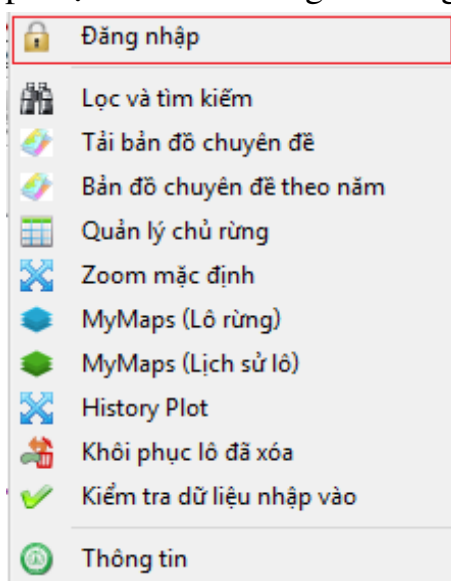 Đăng nhập
Lọc và tìm kiếm
Tải bản đồ chuyên đề
Bản đồ chuyên đề theo năm
Quản lý chủ rừng
Zoom mặc định
MyMaps (Lô rừng)
MyMaps (Lịch sử lô)
History Plot
Khôi phục lô đã xóa
Kiểm tra dữ liệu nhập vào
Thông tin